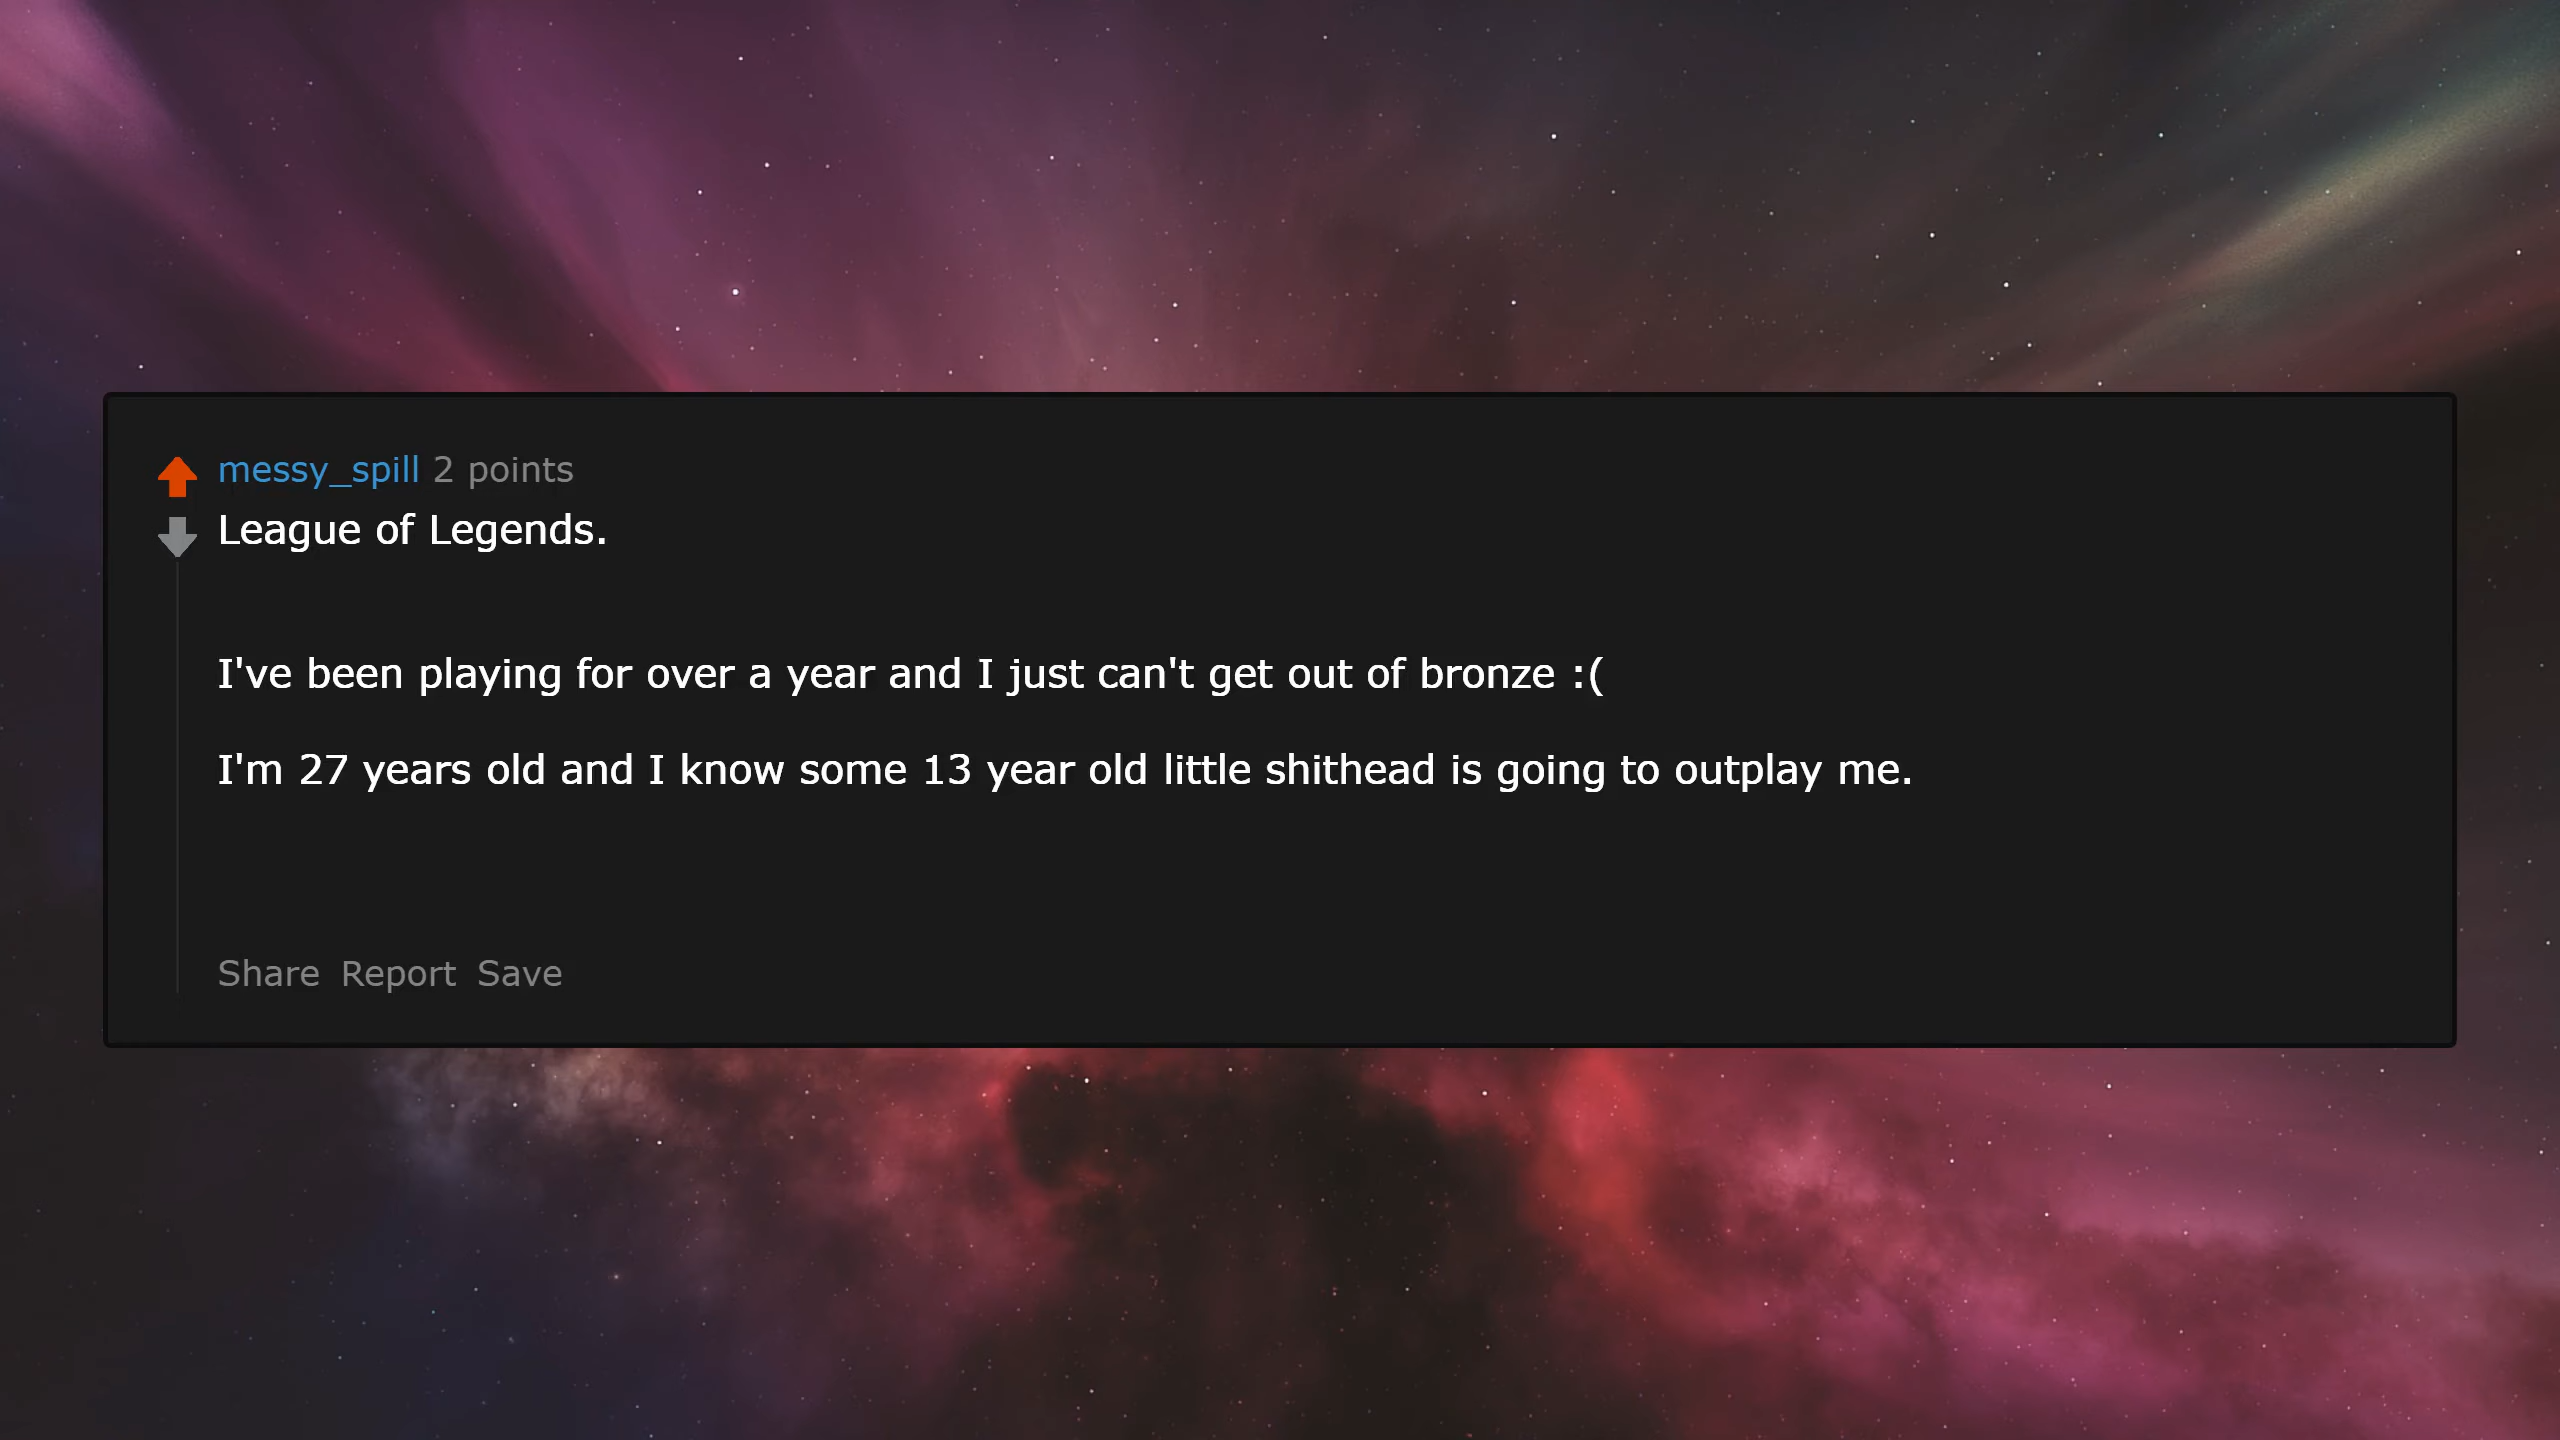 messy_spill 2 points
League of Legends.
I've been playing for over a year and I just can't get out of bronze :(
I'm 27 years old and I know some 13 year old little shithead is going to outplay me.
Share Report Save